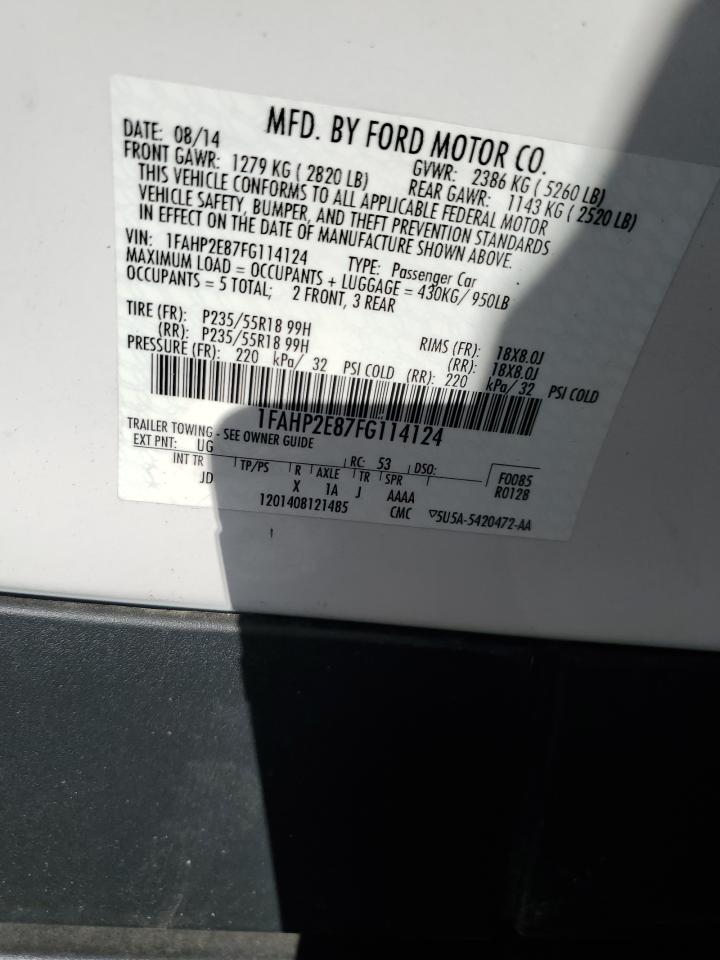 MFD. BY FORD MOTOR CO.
DATE: 08/14 GVWR: 2386 KG ( 5260 LB)
FRONT GAWR: 1279 KG ( 2820 LB) REAR GAWR: 1143 KG ( 2520 LB)
THIS VEHICLE CONFORMS TO ALL APPLICABLE FEDERAL MOTOR
VEHICLE SAFETY, BUMPER, AND THEFT PREVENTION STANDARDS
IN EFFECT ON THE DATE OF MANUFACTURE SHOWN ABOVE.
VIN: 1FAHP2E87FG114124 TYPE: Passenger Car
MAXIMUM LOAD = OCCUPANTS + LUGGAGE = 430KG/ 950LB
OCCUPANTS = 5 TOTAL; 2 FRONT, 3 REAR
TIRE (FR): P235/55R18 99H RIMS (FR): 18X8.0J
(RR): P235/55R18 99H (RR): 18X8.0J
PRESSURE (FR): 220 kPa/ 32 PSI COLD (RR): 220 kPa/ 32 PSI COLD
1FAHP2E87FG114124
TRAILER TOWING - SEE OWNER GUIDE
EXT PNT: UG RC: 53 DSO: F0085
INT TR TP/PS R AXLE TR SPR R0128
JD X 1A J AAAA
1201408121485 CMC ▽5U5A-5420472-AA